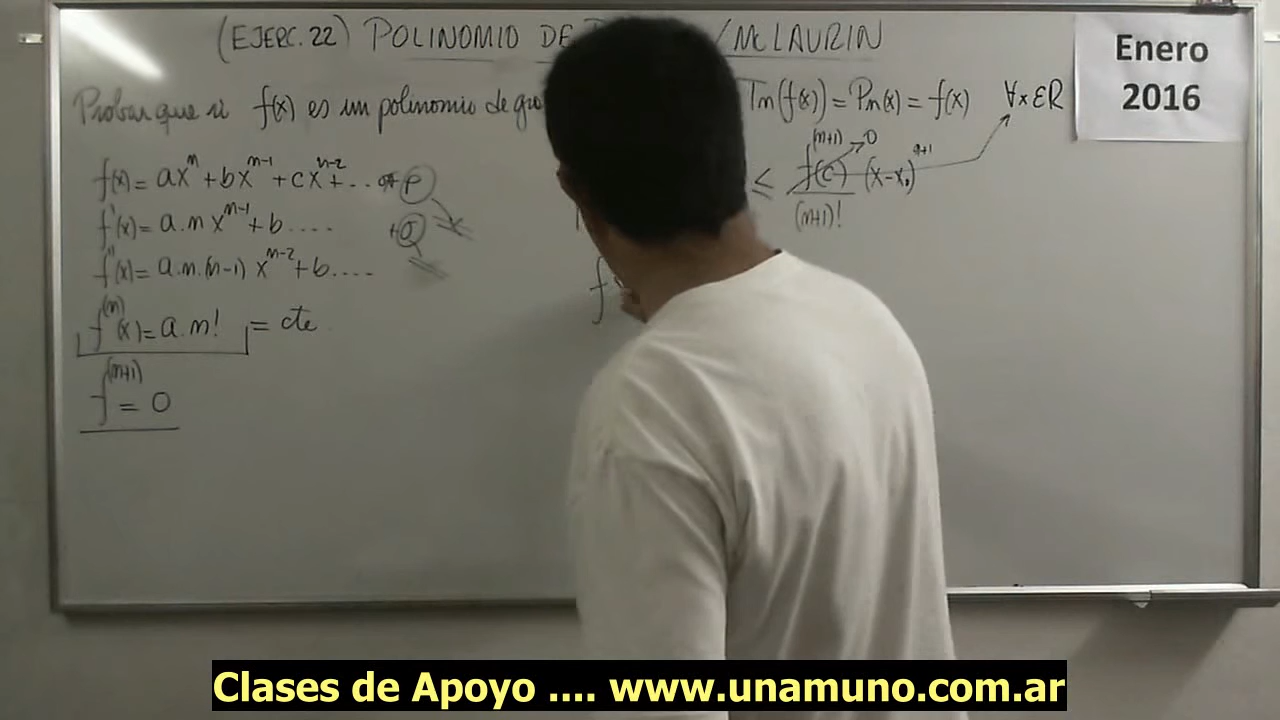 (EJERC. 22) POLINOMIO DE /MCLAURIN
Enero
2016
Probar que si f(x) es un polinomio de Tn(f(x)) = Pn(x) = f(x) ∀x ∈ R
f(x) = ax^n + bx^(n-1) + cx^(n-2) + ...
≤ f^(n+1)(c) → 0 (x-x₀)^(n+1)
(n+1)!
f'(x) = a.n x^(n-1) + b ....
f''(x) = a.n.(n-1) x^(n-2) + b ....
f^(n)(x) = a.n! = cte
f
f^(n+1) = 0
Clases de Apoyo .... www.unamuno.com.ar